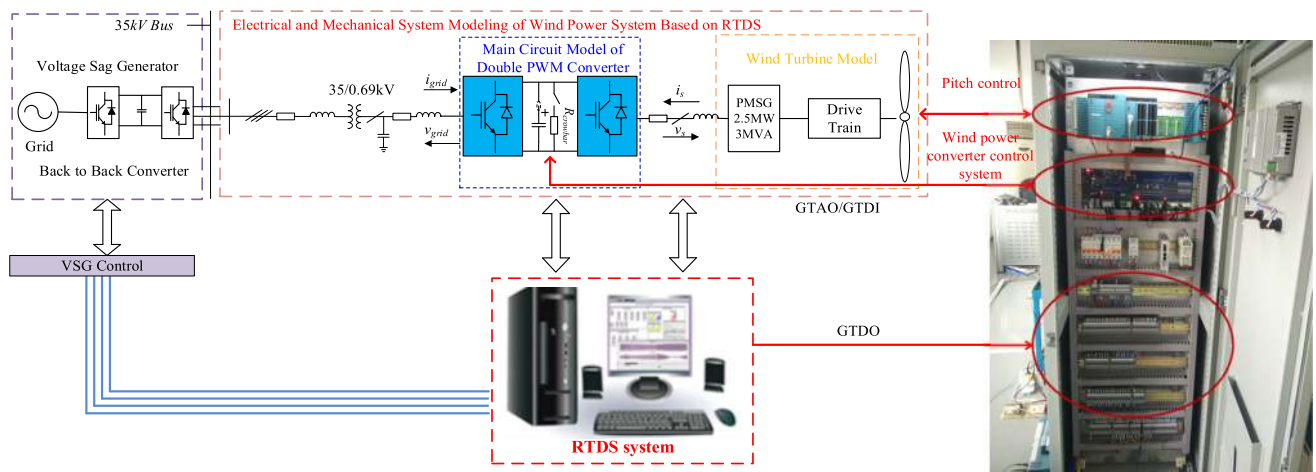 35kV Bus
Electrical and Mechanical System Modeling of Wind Power System Based on RTDS
Voltage Sag Generator
Grid
Back to Back Converter
35/0.69kV
i_grid
v_grid
Main Circuit Model of
Double PWM Converter
+
R_crowbar
i_s
v_s
Wind Turbine Model
PMSG
2.5MW
3MVA
Drive
Train
Pitch control
Wind power
converter control
system
GTAO/GTDI
VSG Control
GTDO
RTDS system